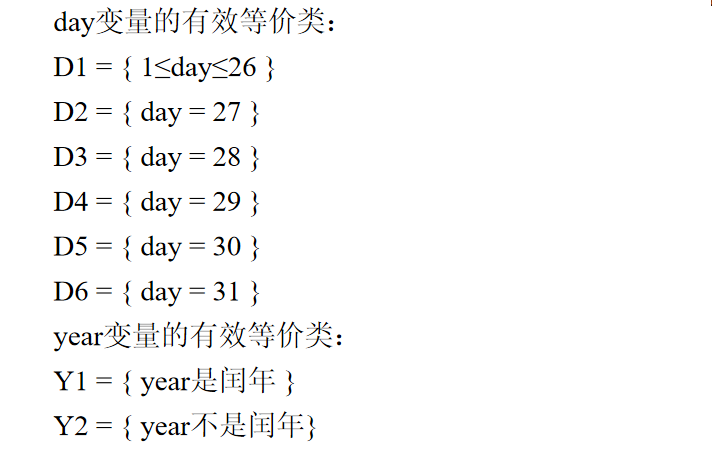 day变量的有效等价类：
D1 = { 1≤day≤26 }
D2 = { day = 27 }
D3 = { day = 28 }
D4 = { day = 29 }
D5 = { day = 30 }
D6 = { day = 31 }
year变量的有效等价类：
Y1 = { year是闰年 }
Y2 = { year不是闰年}